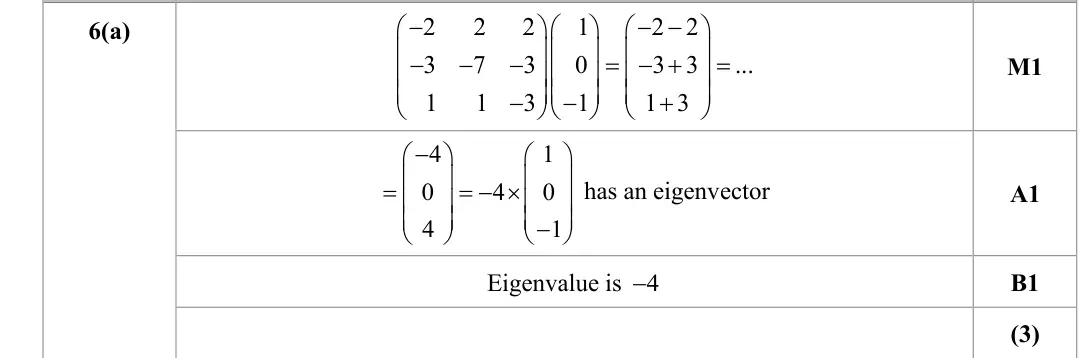 6(a)
$\begin{pmatrix} -2 & 2 & 2 \\ -3 & -7 & -3 \\ 1 & 1 & -3 \end{pmatrix}\begin{pmatrix} 1 \\ 0 \\ -1 \end{pmatrix} = \begin{pmatrix} -2-2 \\ -3+3 \\ 1+3 \end{pmatrix} = ...$ M1
$= \begin{pmatrix} -4 \\ 0 \\ 4 \end{pmatrix} = -4 \times \begin{pmatrix} 1 \\ 0 \\ -1 \end{pmatrix}$ has an eigenvector A1
Eigenvalue is −4 B1
(3)